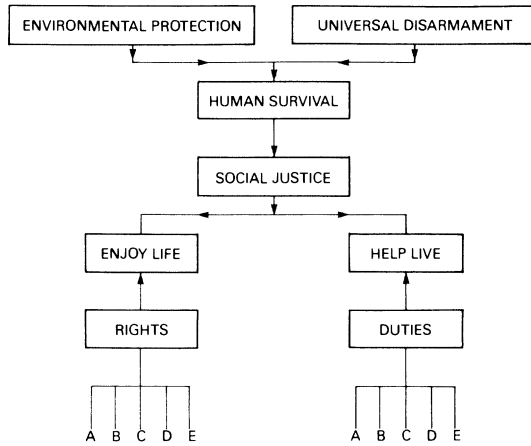 ENVIRONMENTAL PROTECTION
UNIVERSAL DISARMAMENT
HUMAN SURVIVAL
SOCIAL JUSTICE
ENJOY LIFE
HELP LIVE
RIGHTS
DUTIES
A B C D E
A B C D E